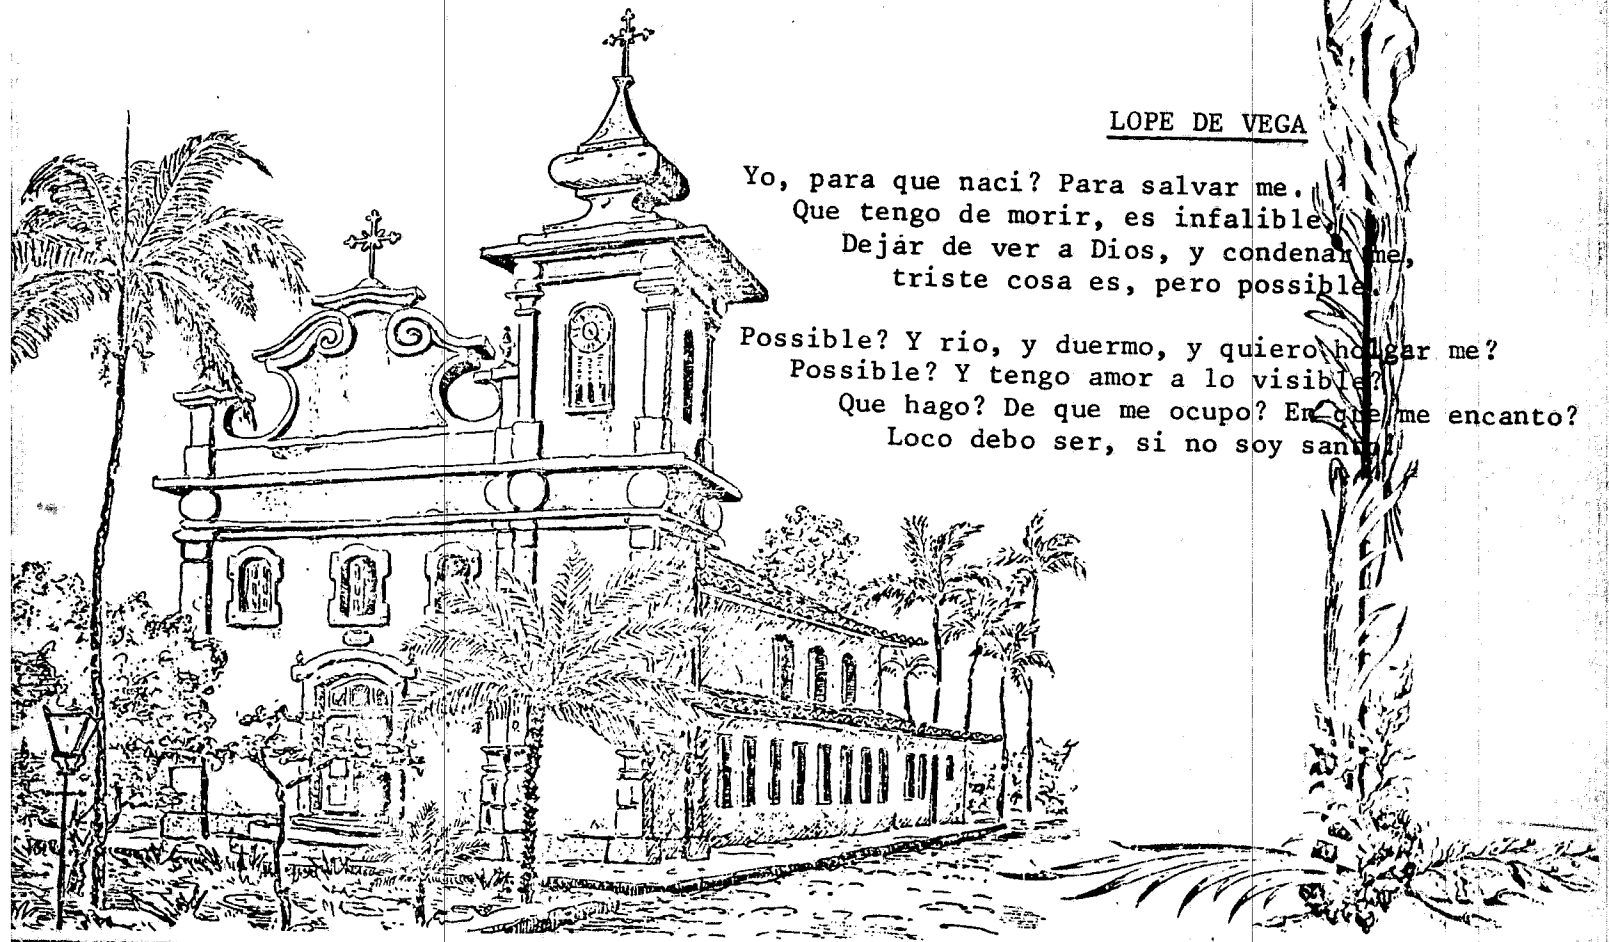 LOPE DE VEGA
Yo, para que naci? Para salvar me.
Que tengo de morir, es infalible,
Dejár de ver a Dios, y condenar me,
triste cosa es, pero possible.
Possible? Y rio, y duermo, y quiero holgar me?
Possible? Y tengo amor a lo visible?
Que hago? De que me ocupo? En que me encanto?
Loco debo ser, si no soy santo!